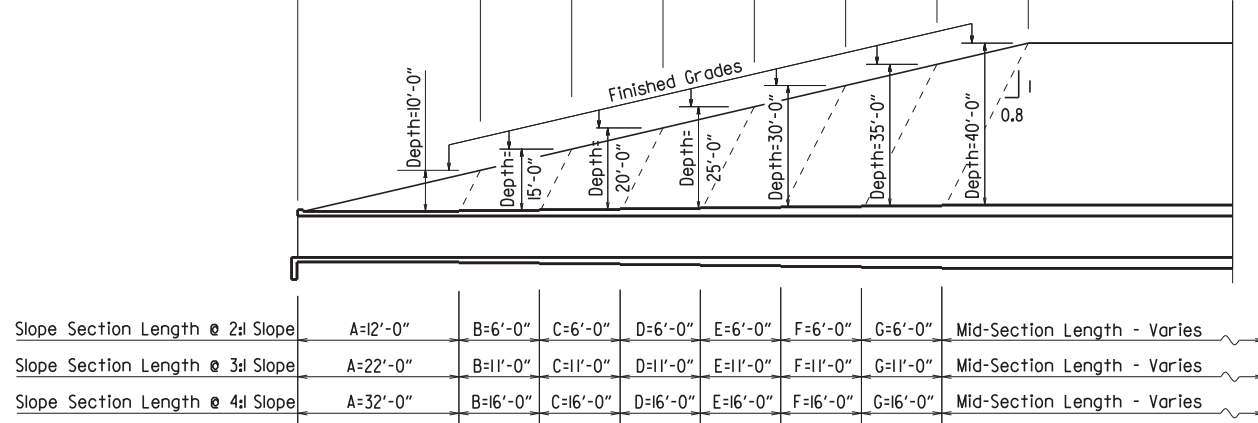 Finished Grades
Depth=10'-0"
Depth=
15'-0"
Depth=
20'-0"
Depth=
25'-0"
Depth=30'-0"
Depth=35'-0"
Depth=40'-0"
1
0.8
Slope Section Length @ 2:1 Slope A=12'-0" B=6'-0" C=6'-0" D=6'-0" E=6'-0" F=6'-0" G=6'-0" Mid-Section Length - Varies
Slope Section Length @ 3:1 Slope A=22'-0" B=11'-0" C=11'-0" D=11'-0" E=11'-0" F=11'-0" G=11'-0" Mid-Section Length - Varies
Slope Section Length @ 4:1 Slope A=32'-0" B=16'-0" C=16'-0" D=16'-0" E=16'-0" F=16'-0" G=16'-0" Mid-Section Length - Varies